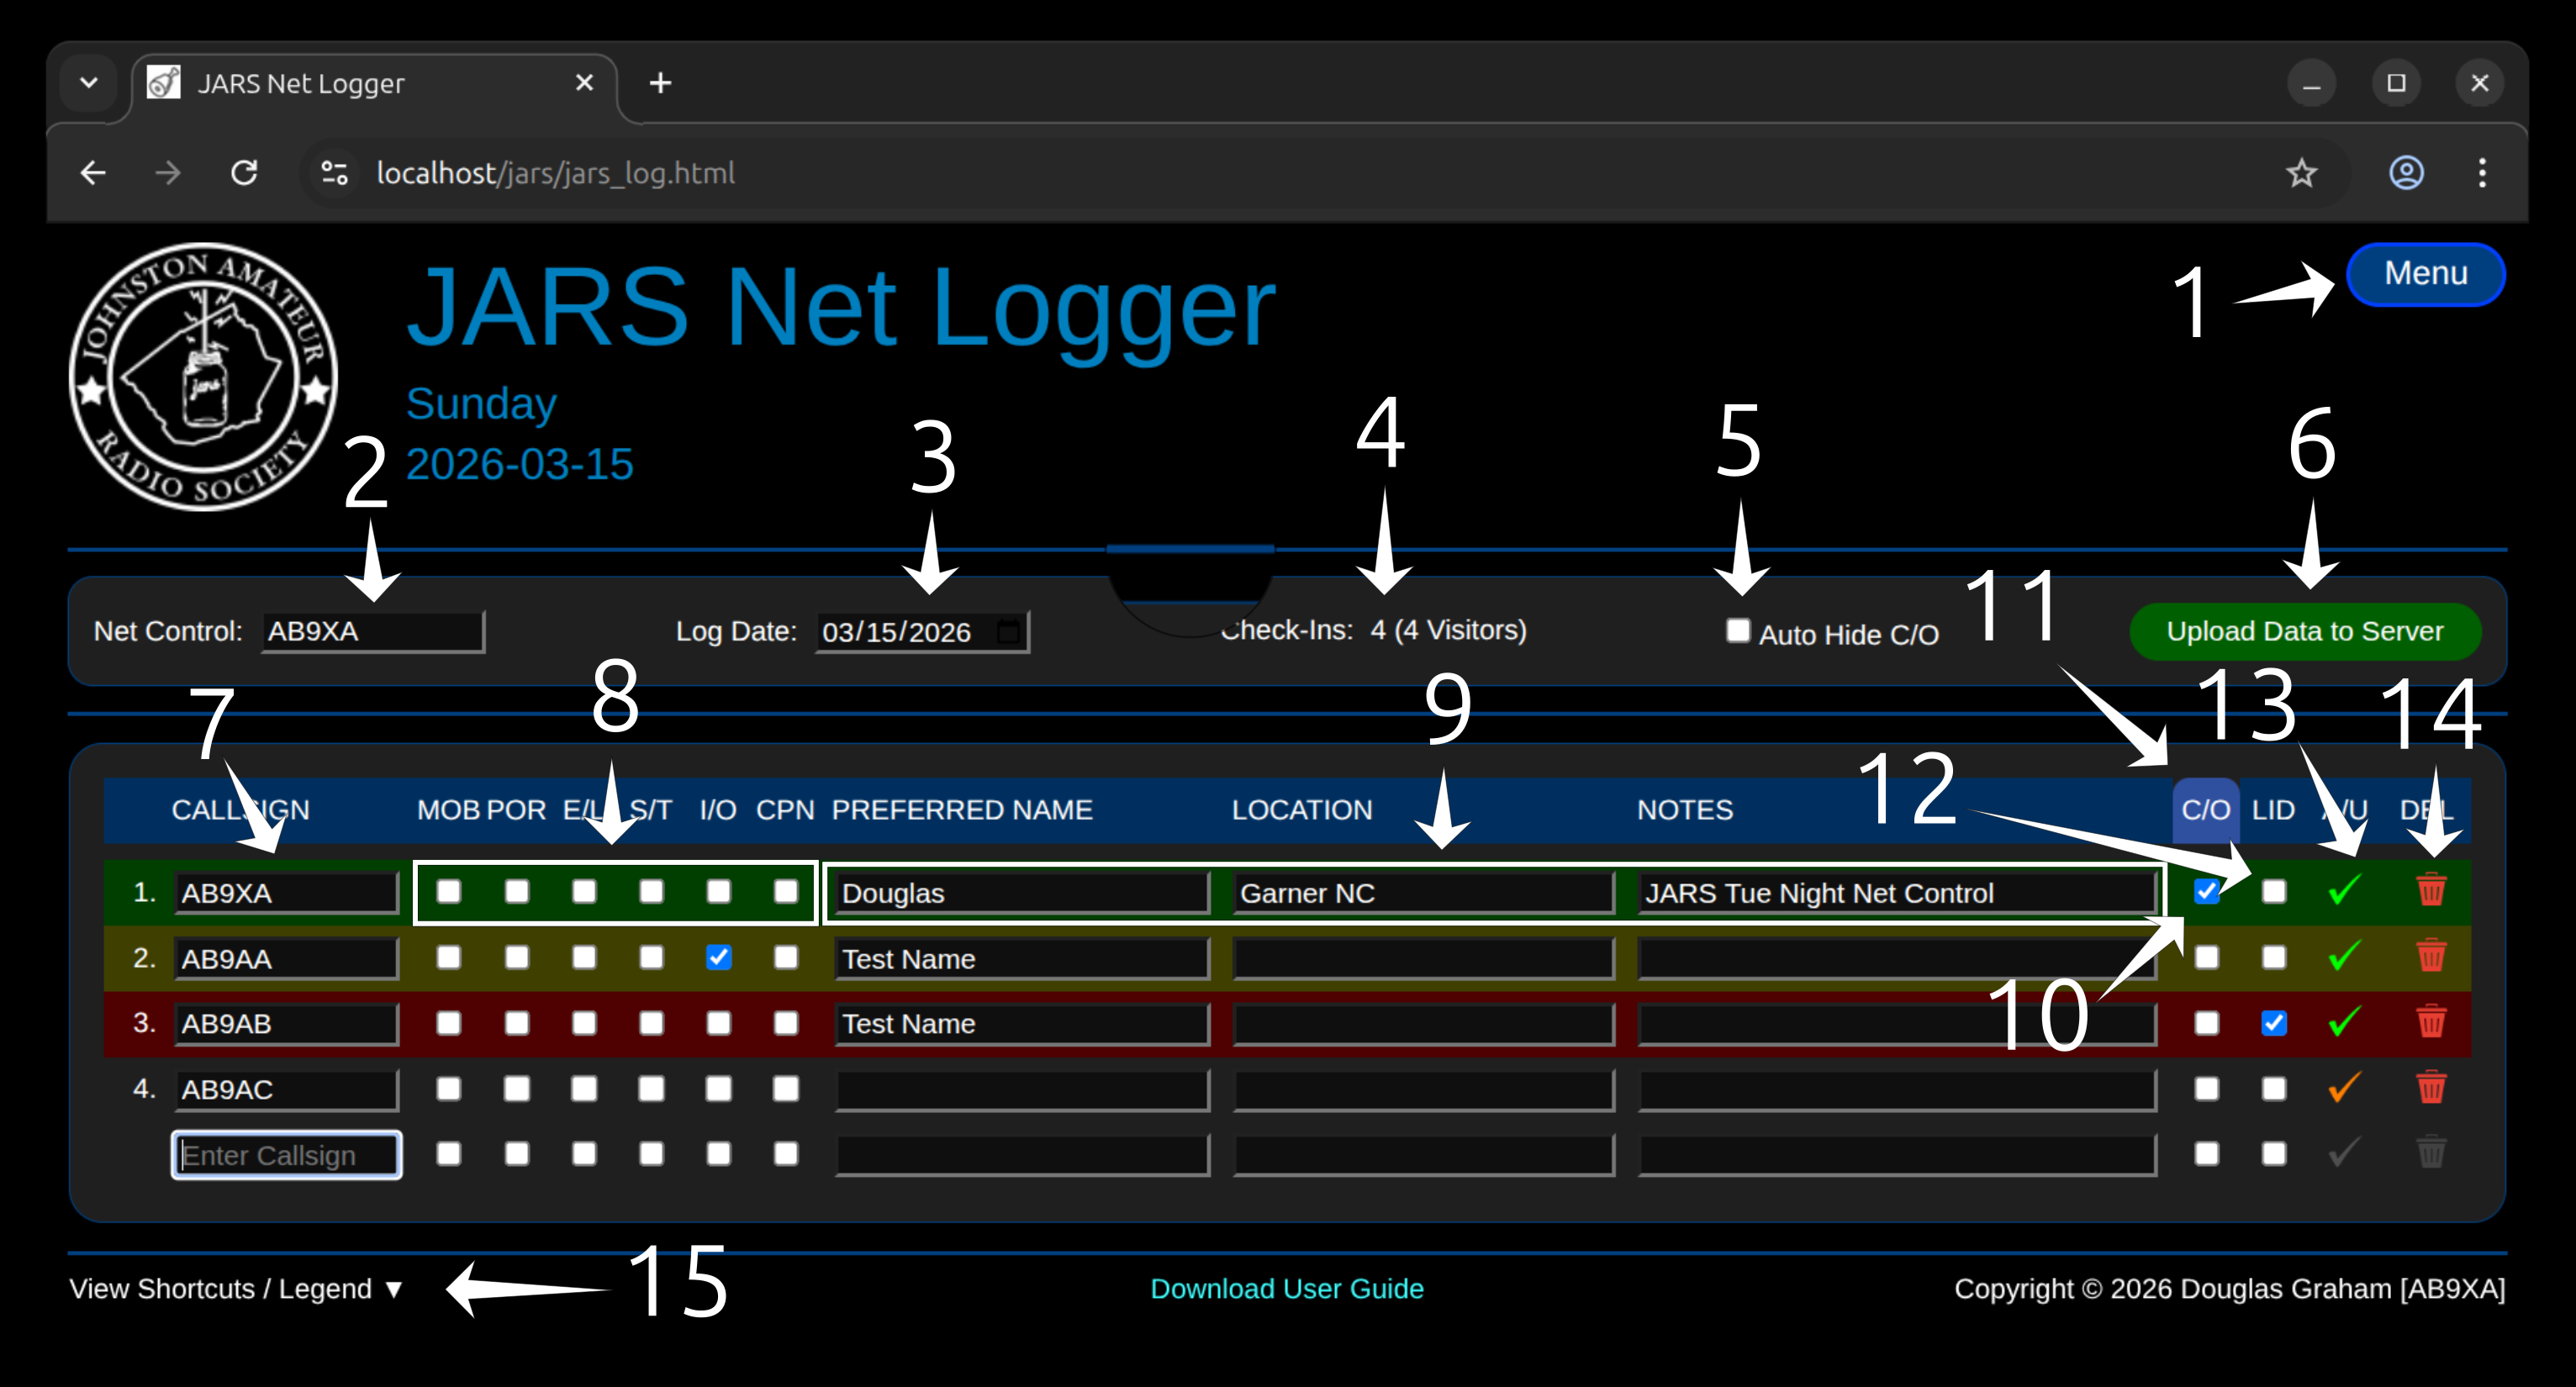 JARS Net Logger
localhost/jars/jars_log.html
JOHNSTON AMATEUR RADIO SOCIETY
jars
JARS Net Logger
Sunday
2026-03-15
1 Menu
2 3 4 5 6
Net Control: AB9XA Log Date: 03/15/2026 Check-Ins: 4 (4 Visitors) Auto Hide C/O 11 Upload Data to Server
7 8 9 12 13 14
CALLSIGN MOB POR E/L S/T I/O CPN PREFERRED NAME LOCATION NOTES C/O LID /U DEL
1. AB9XA Douglas Garner NC JARS Tue Night Net Control
2. AB9AA Test Name
10
3. AB9AB Test Name
4. AB9AC
Enter Callsign
15
View Shortcuts / Legend ▼ Download User Guide Copyright © 2026 Douglas Graham [AB9XA]